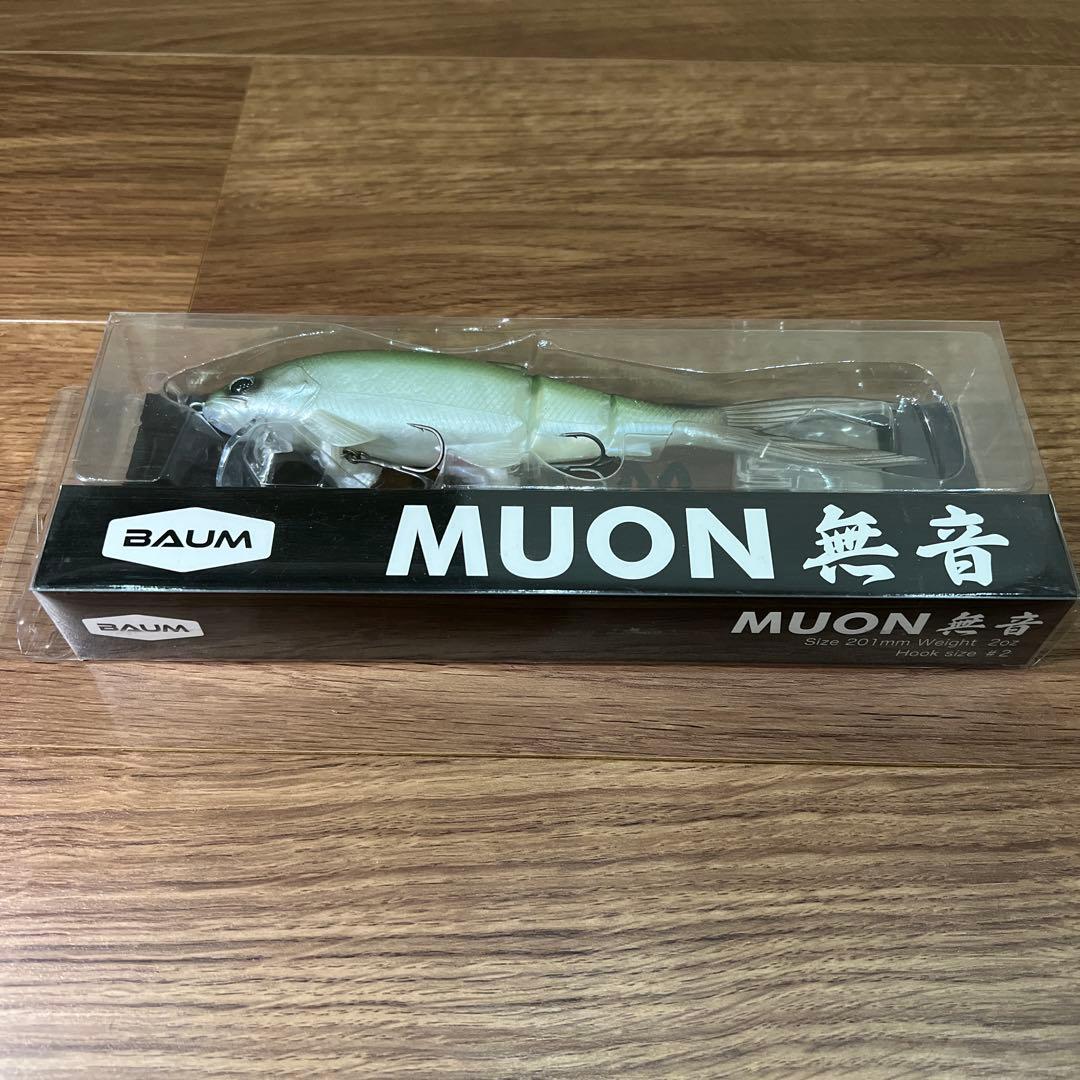 BAUM
MUON 無音
BAUM
MUON 無音
Size 201mm Weight 2oz
Hook size #2